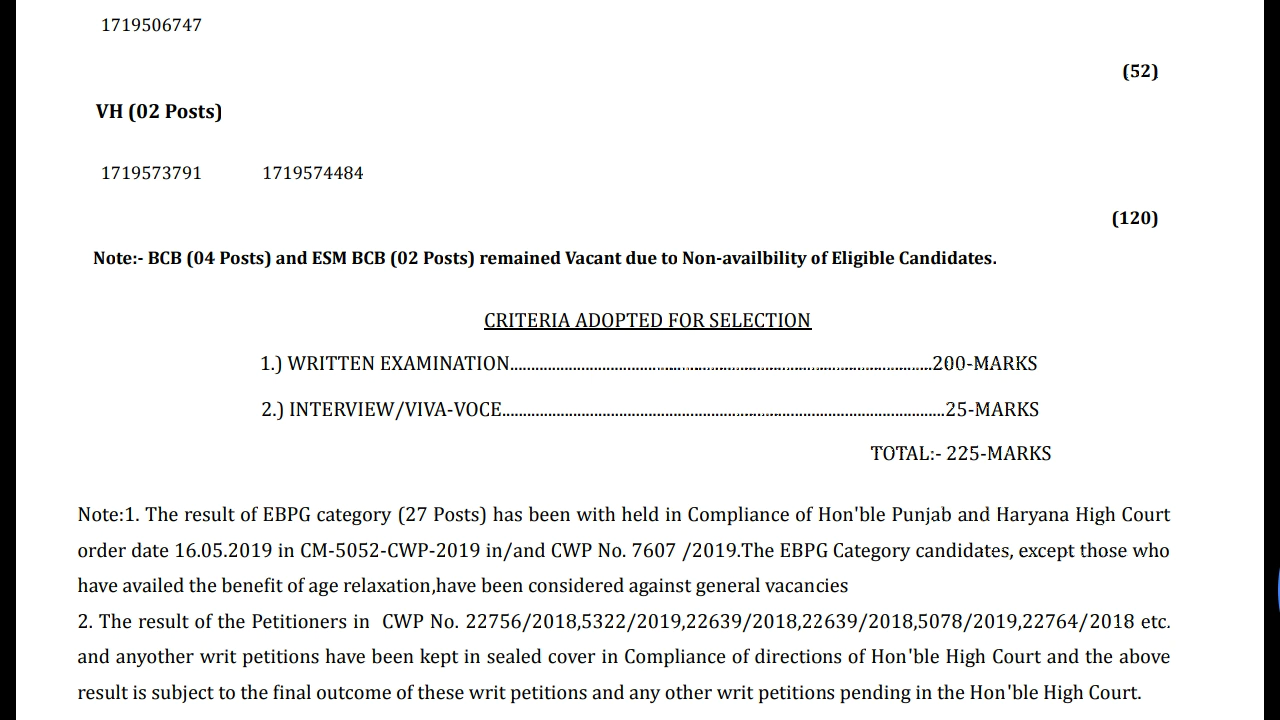 1719506747
(52)
VH (02 Posts)
1719573791 1719574484
(120)
Note:- BCB (04 Posts) and ESM BCB (02 Posts) remained Vacant due to Non-availbility of Eligible Candidates.
CRITERIA ADOPTED FOR SELECTION
1.) WRITTEN EXAMINATION..........................................................................................200-MARKS
2.) INTERVIEW/VIVA-VOCE..............................................................................................25-MARKS
TOTAL:- 225-MARKS
Note:1. The result of EBPG category (27 Posts) has been with held in Compliance of Hon'ble Punjab and Haryana High Court
order date 16.05.2019 in CM-5052-CWP-2019 in/and CWP No. 7607 /2019.The EBPG Category candidates, except those who
have availed the benefit of age relaxation,have been considered against general vacancies
2. The result of the Petitioners in CWP No. 22756/2018,5322/2019,22639/2018,22639/2018,5078/2019,22764/2018 etc.
and anyother writ petitions have been kept in sealed cover in Compliance of directions of Hon'ble High Court and the above
result is subject to the final outcome of these writ petitions and any other writ petitions pending in the Hon'ble High Court.